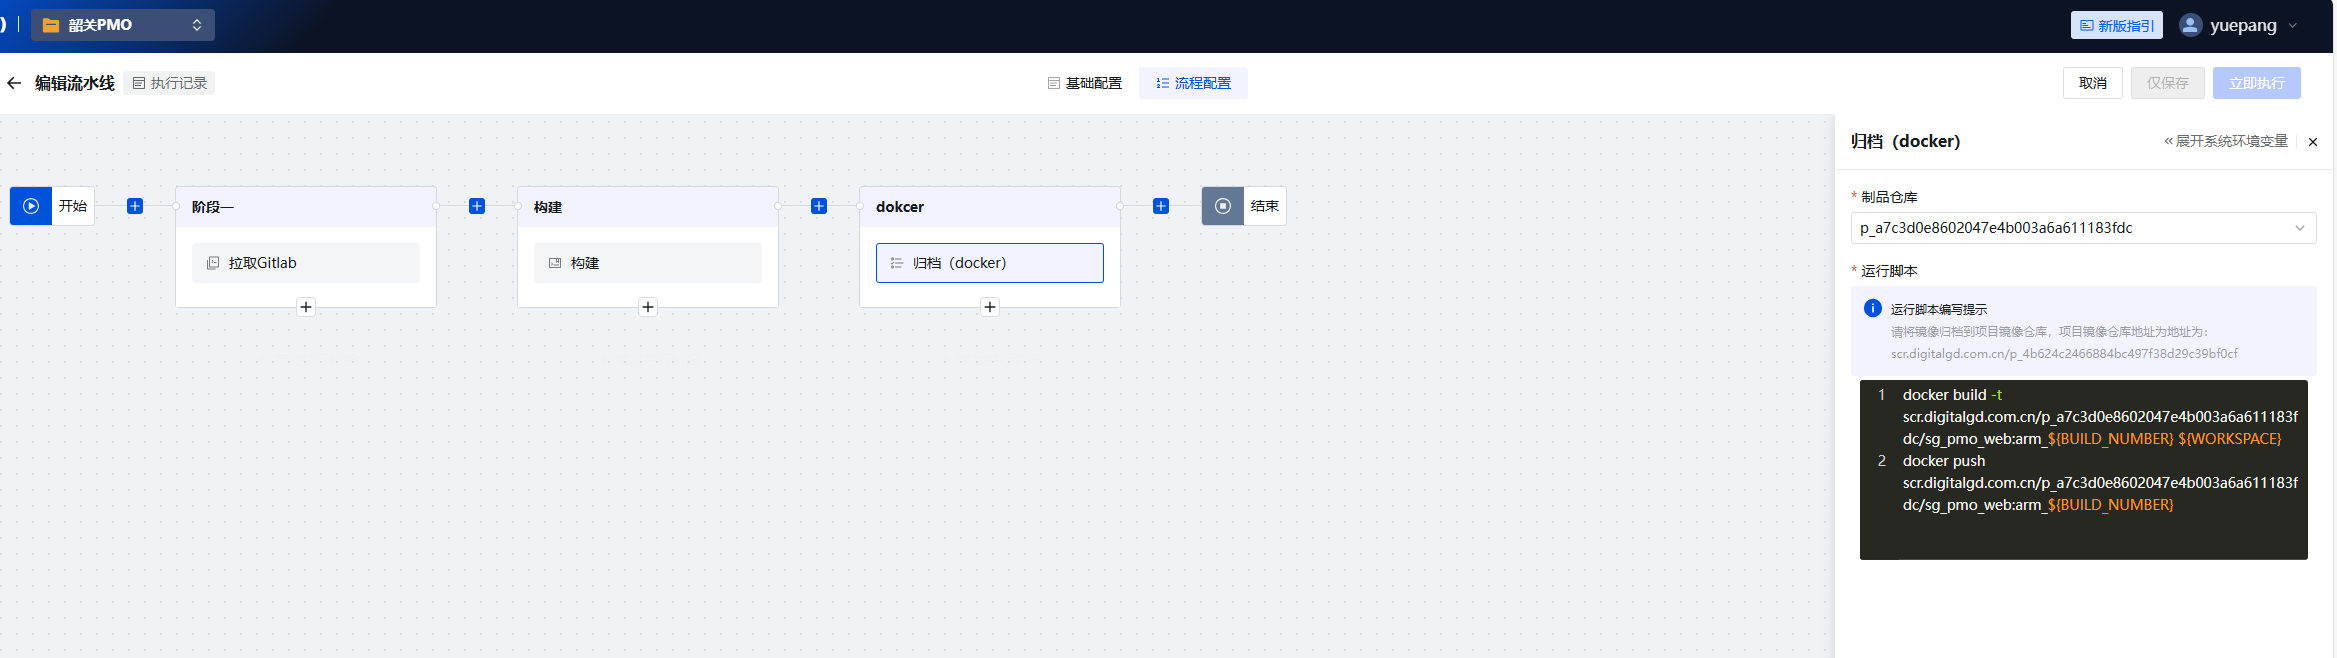 韶关PMO
新版指引
yuepang
编辑流水线
执行记录
基础配置
流程配置
取消
仅保存
立即执行
开始
阶段一
拉取Gitlab
构建
构建
dokcer
归档（docker）
结束
归档（docker）
«展开系统环境变量
* 制品仓库
p_a7c3d0e8602047e4b003a6a611183fdc
* 运行脚本
运行脚本编写提示
请将镜像归档到项目镜像仓库，项目镜像仓库地址为地址为：
scr.digitalgd.com.cn/p_4b624c2466884bc497f38d29c39bf0cf
1 docker build -t
scr.digitalgd.com.cn/p_a7c3d0e8602047e4b003a6a611183f
dc/sg_pmo_web:arm_${BUILD_NUMBER} ${WORKSPACE}
2 docker push
scr.digitalgd.com.cn/p_a7c3d0e8602047e4b003a6a611183f
dc/sg_pmo_web:arm_${BUILD_NUMBER}